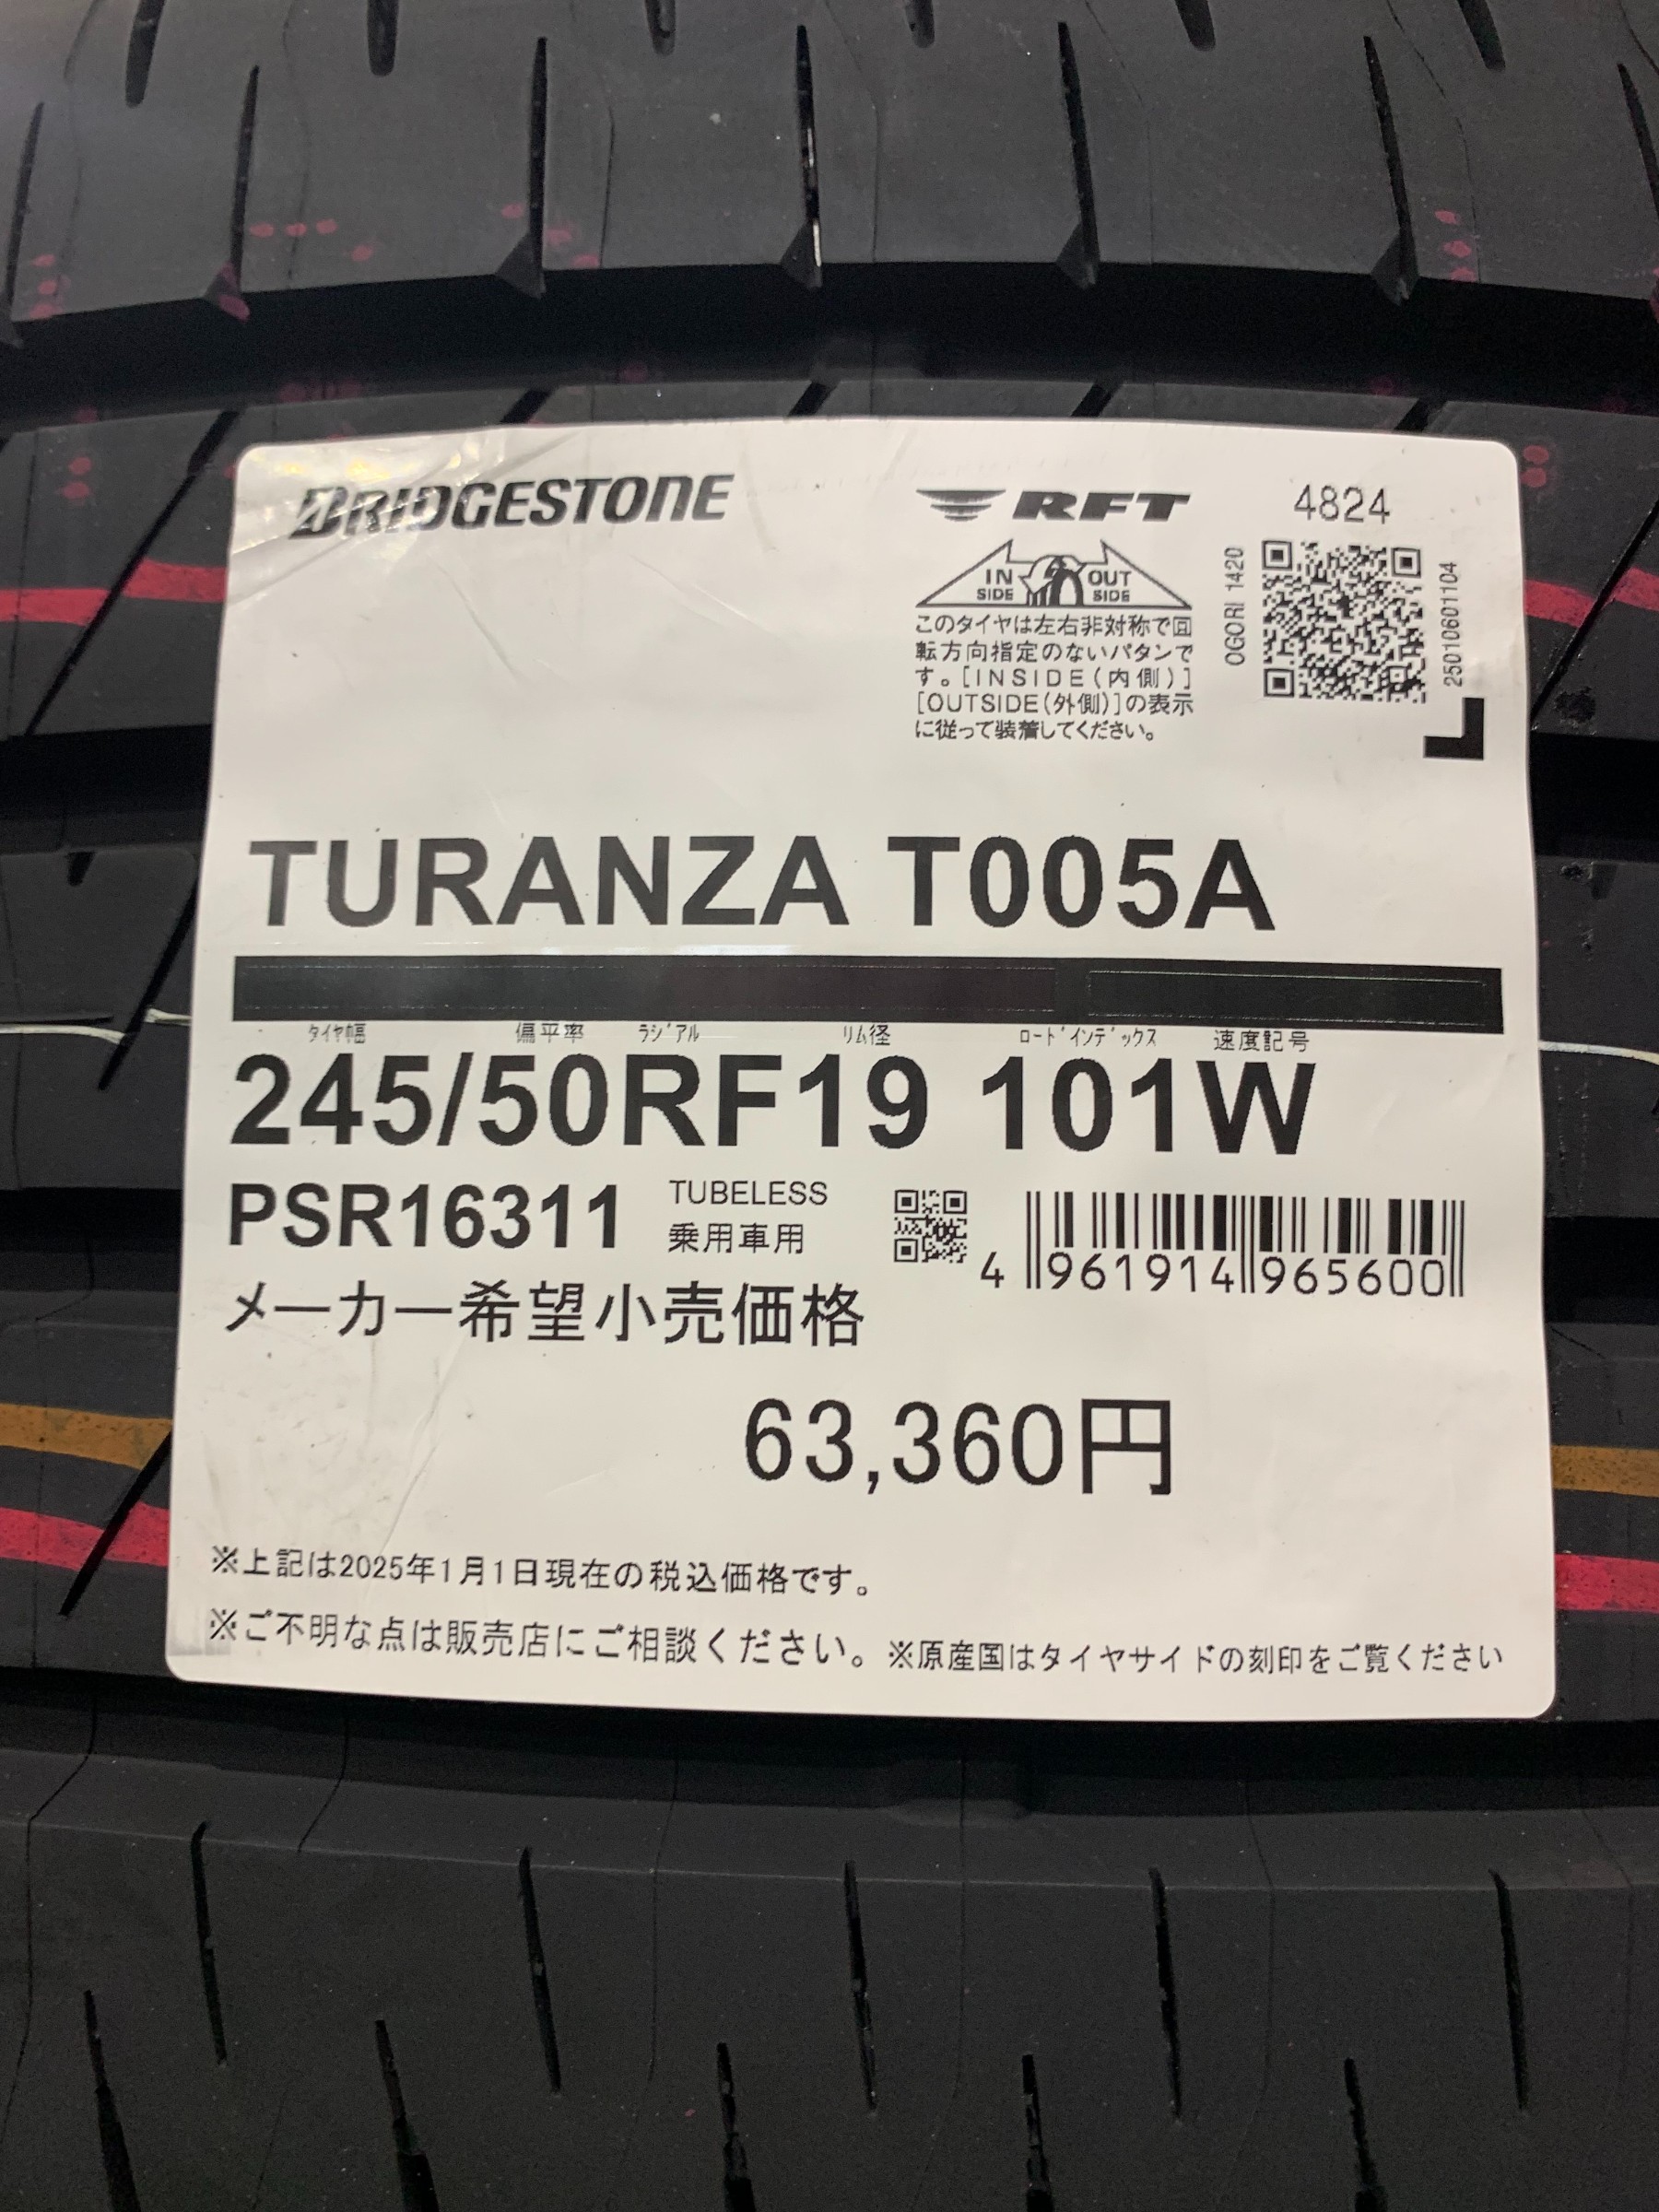 BRIDGESTONE
RFT
4824
IN SIDE
OUT SIDE
OGORI 1420
2501060 1104
このタイヤは左右非対称で回
転方向指定のないパタンで
す。[INSIDE(内側)]
[OUTSIDE(外側)]の表示
に従って装着してください。
L
TURANZA T005A
タイヤ幅 偏平率 ラジアル リム径 ロードインデックス 速度記号
245/50RF19 101W
PSR16311
TUBELESS
乗用車用
4 961914 965600
メーカー希望小売価格
63,360円
※上記は2025年1月1日現在の税込価格です。
※ご不明な点は販売店にご相談ください。※原産国はタイヤサイドの刻印をご覧ください